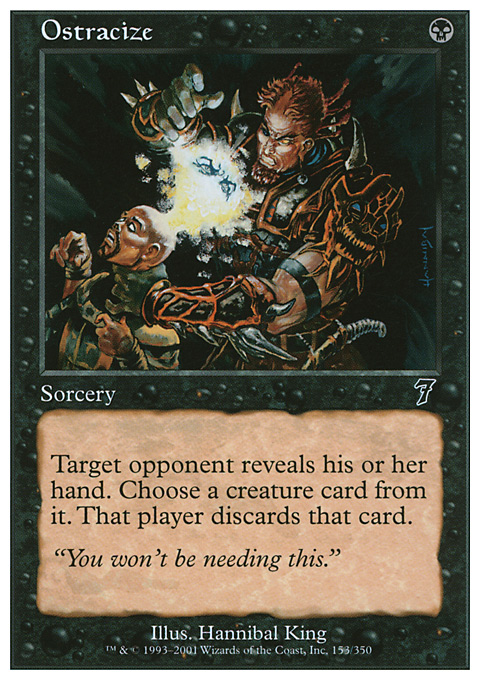 Ostracize
Sorcery
Target opponent reveals his or her
hand. Choose a creature card from
it. That player discards that card.
“You won’t be needing this.”
Illus. Hannibal King
™ & © 1993–2001 Wizards of the Coast, Inc. 153/350